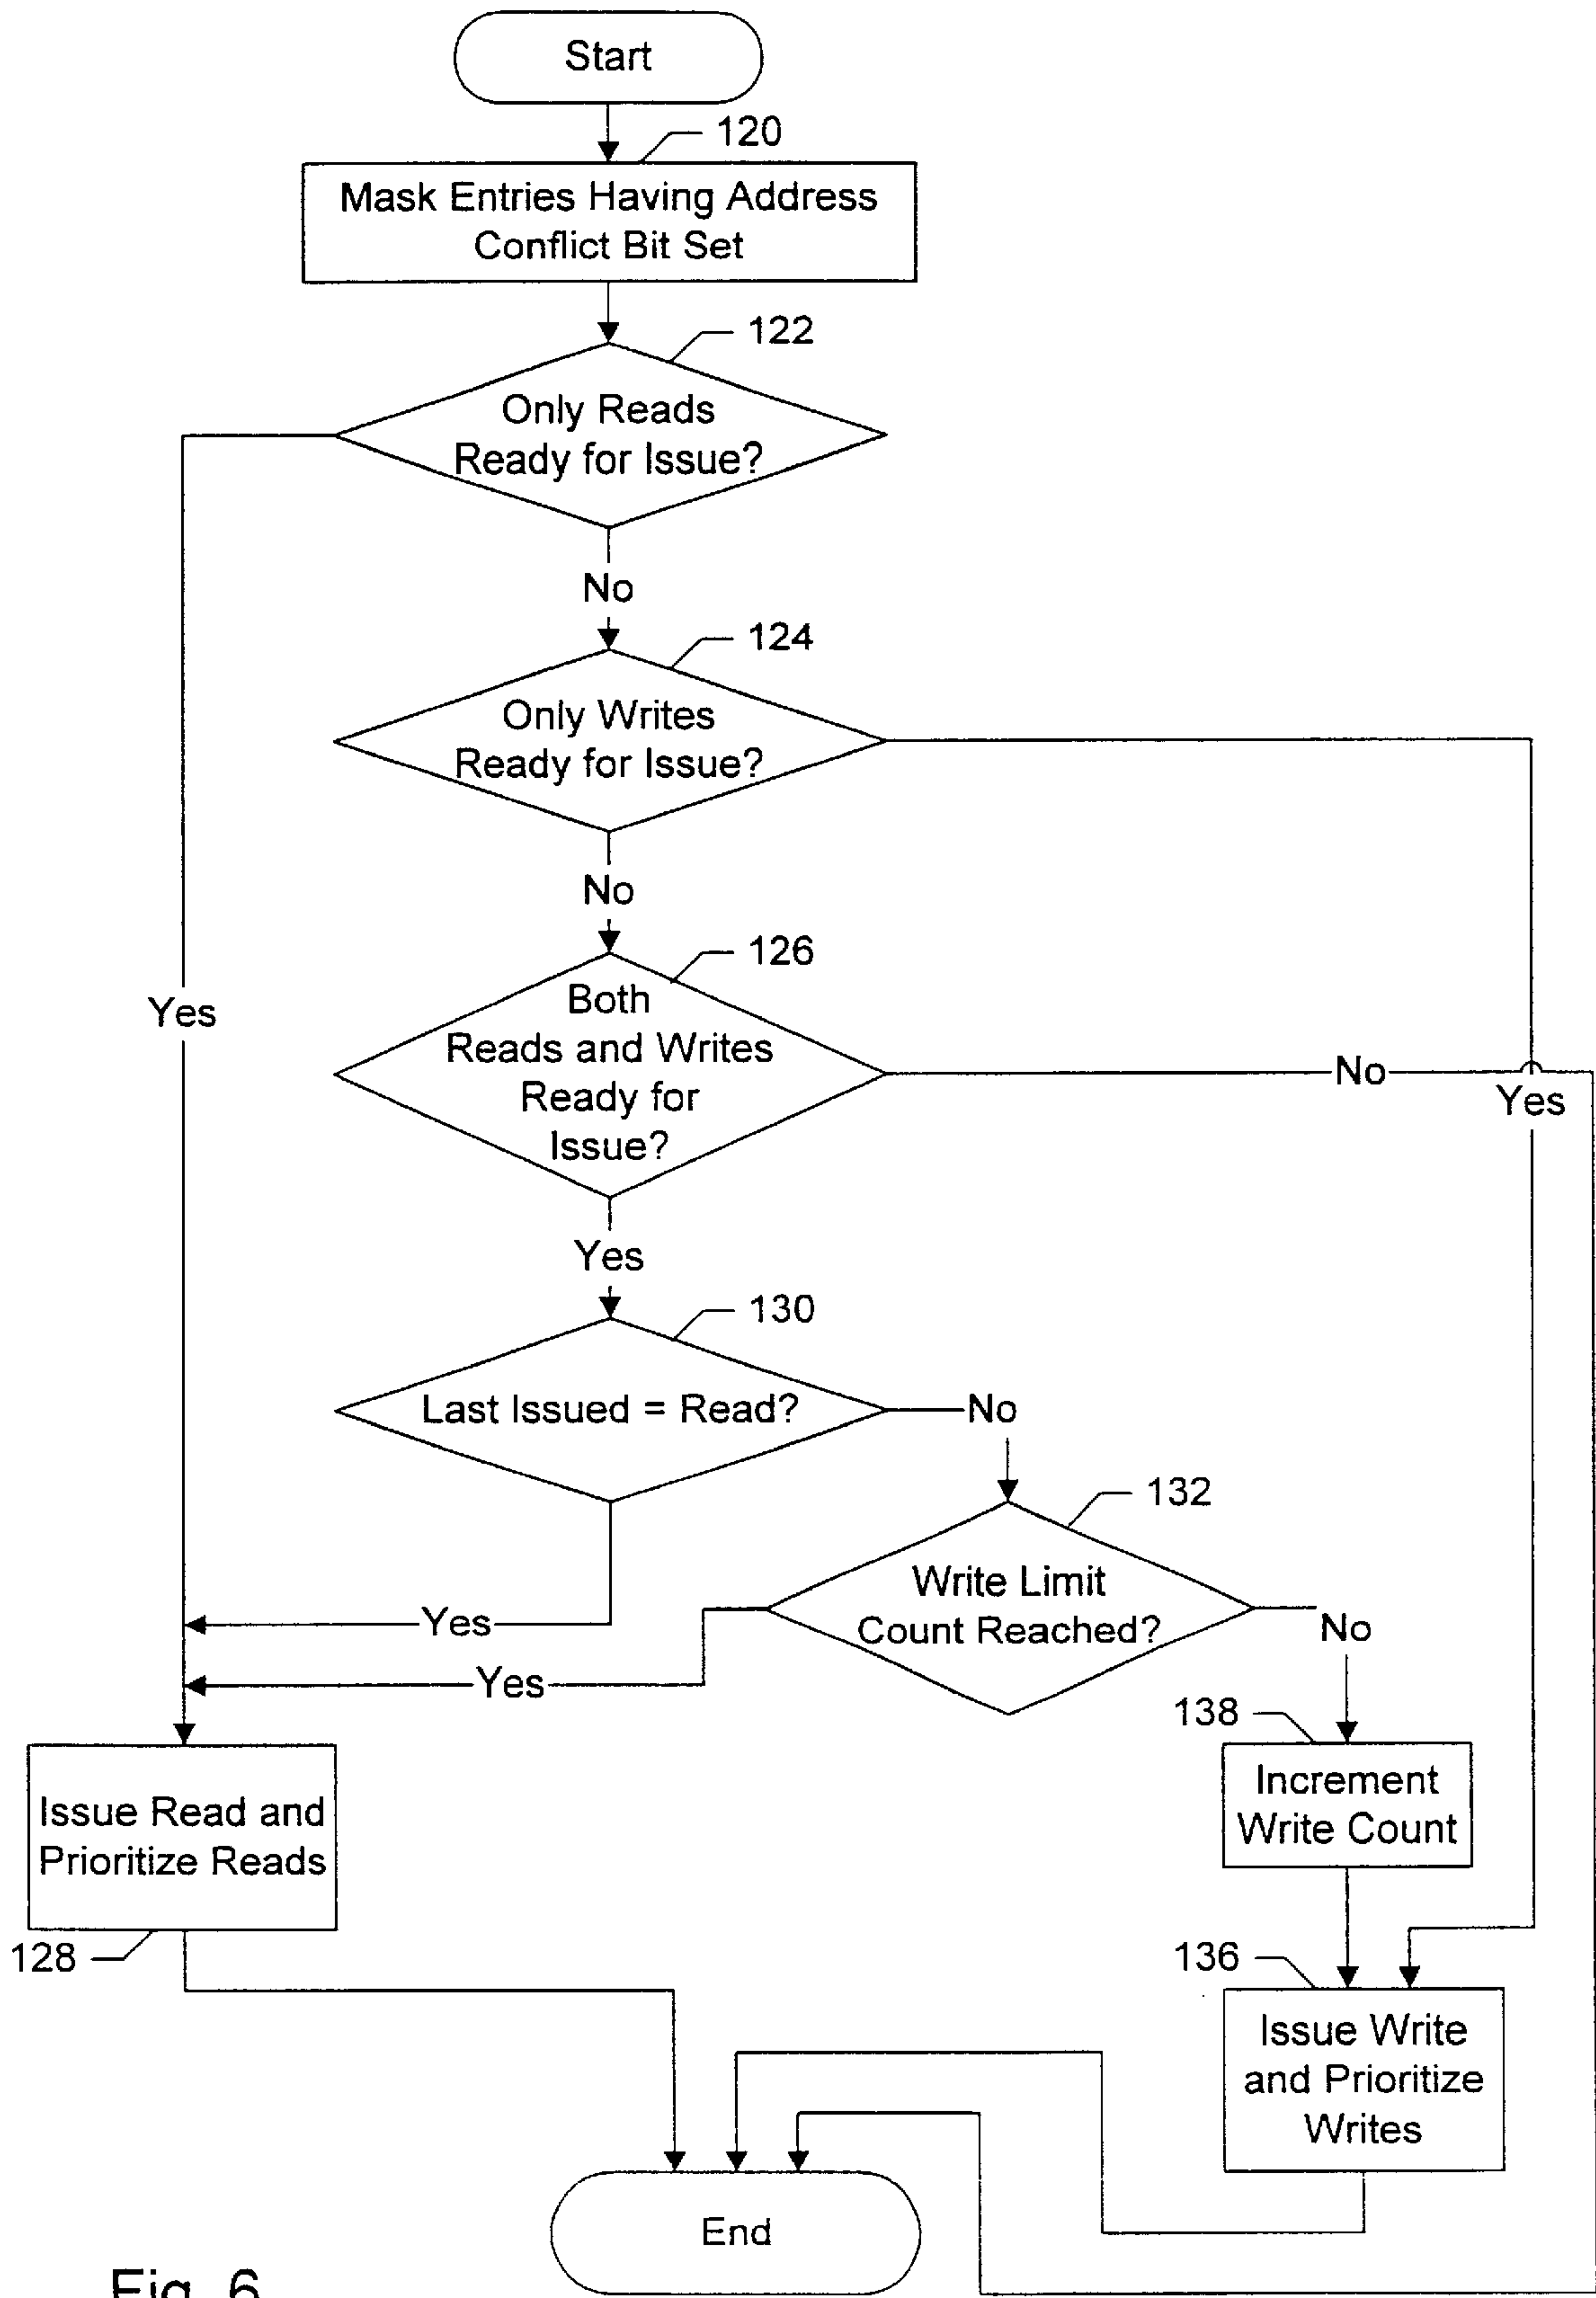 Start
120
Mask Entries Having Address
Conflict Bit Set
122
Only Reads
Ready for Issue?
No
124
Only Writes
Ready for Issue?
No
126
Both
Reads and Writes
Ready for
Issue?
No
Yes
Yes
Yes
130
Last Issued = Read?
No
132
Write Limit
Count Reached?
Yes
Yes
No
138
Increment
Write Count
Issue Read and
Prioritize Reads
128
136
Issue Write
and Prioritize
Writes
End
Fig. 6